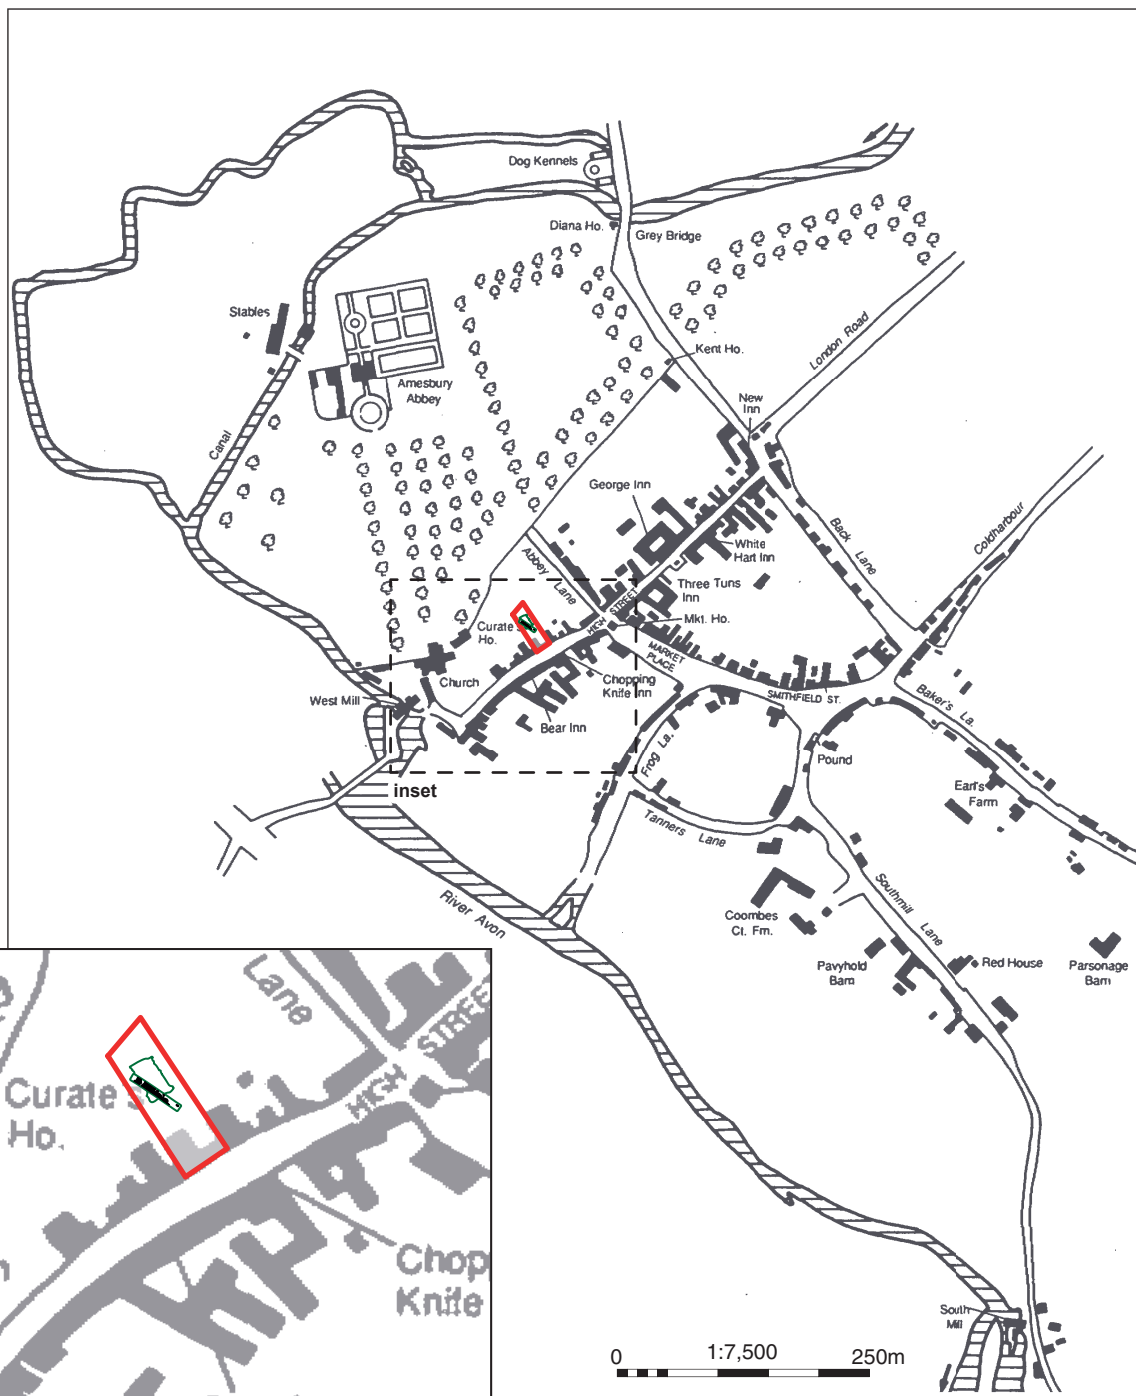 Dog Kennels
Diana Ho.
Grey Bridge
Stables
London Road
Kent Ho.
Amesbury
Abbey
New
Inn
Canal
George Inn
Back Lane
Coldharbour
White
Hart Inn
Abbey Lane
Three Tuns
Inn
HIGH STREET
Mkt. Ho.
Curate s
Ho.
MARKET
PLACE
Church
Chopping
Knife Inn
SMITHFIELD ST.
Baker's La.
West Mill
Bear Inn
Frog La.
Pound
inset
Earl's
Farm
Tanners Lane
River Avon
Southmill Lane
Coombes
Ct. Fm.
Pavyhold
Barn
Red House
Parsonage
Barn
Lane
HIGH STREE
Curate s
Ho.
Chop
Knife
South
Mill
0 1:7,500 250m